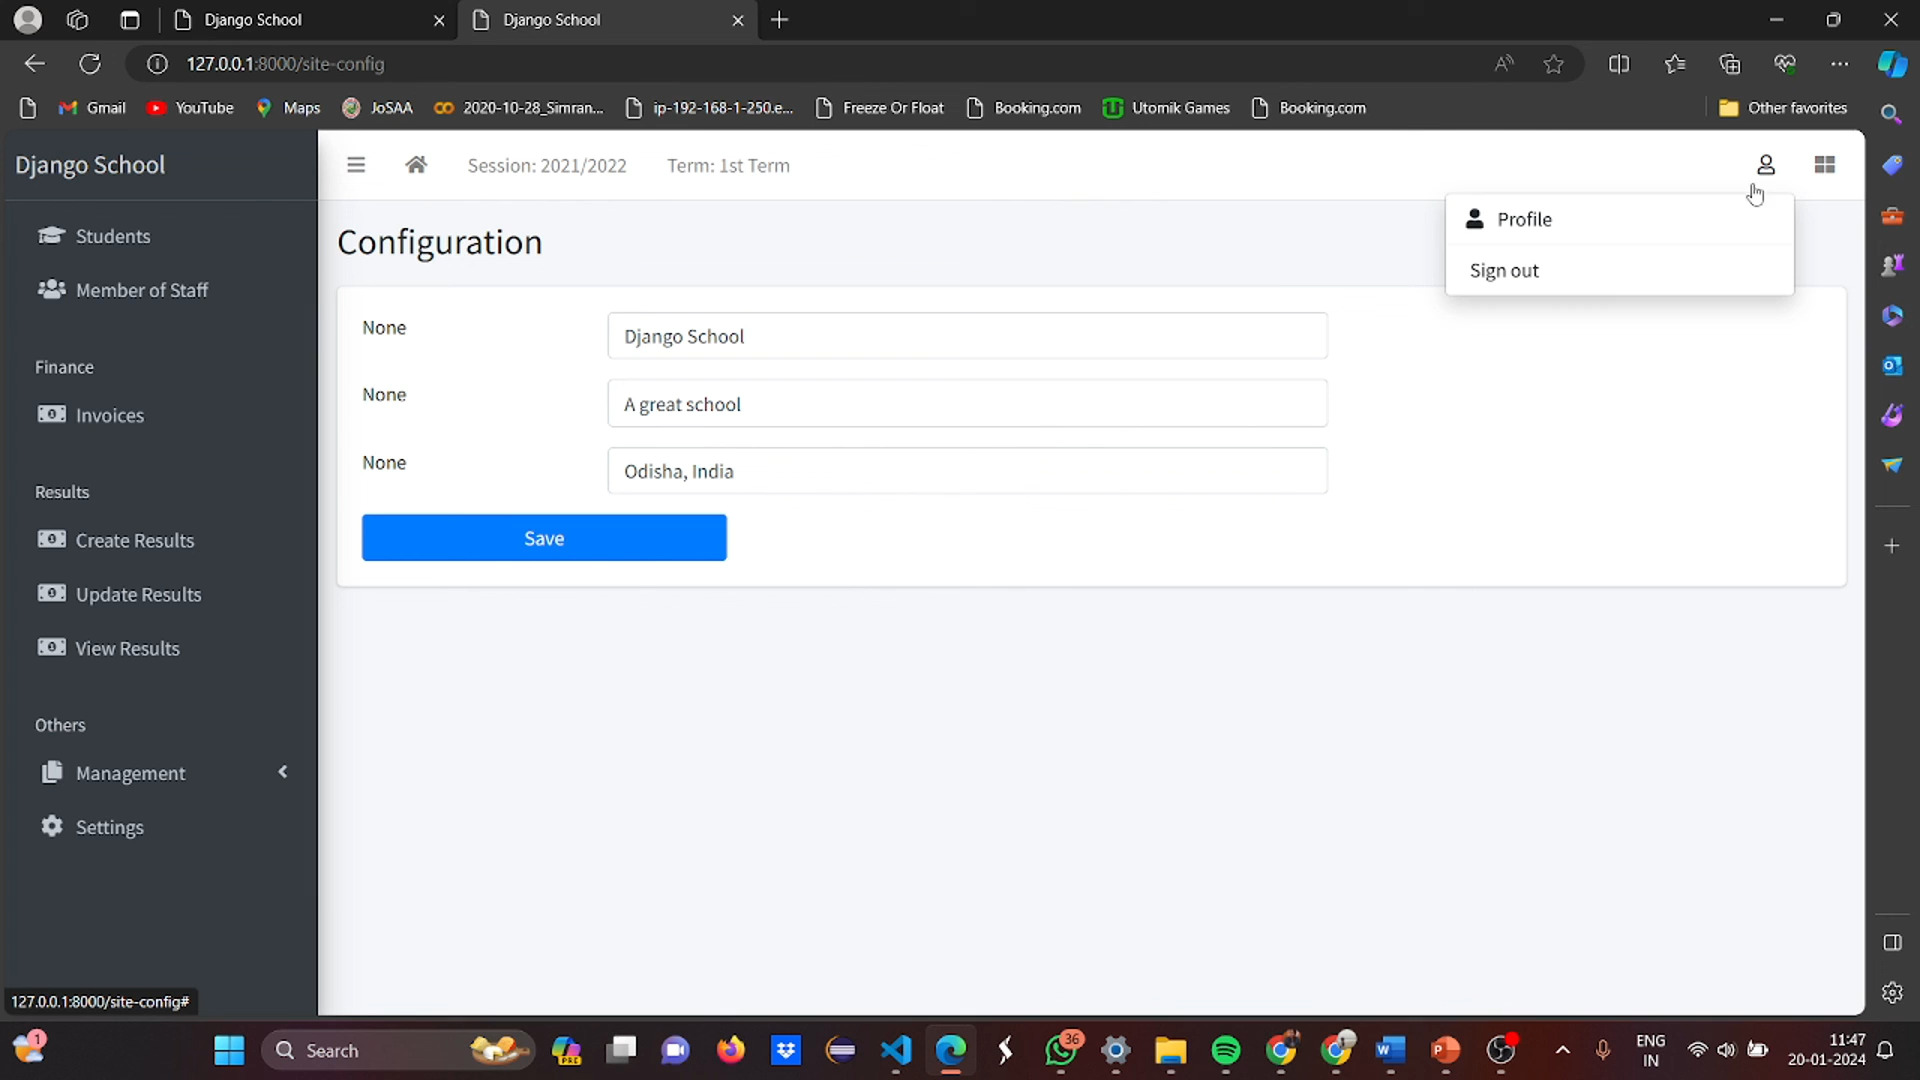 Django School
Django School
127.0.0.1:8000/site-config
Gmail
YouTube
Maps
JoSAA
2020-10-28_Simran...
ip-192-168-1-250.e...
Freeze Or Float
Booking.com
Utomik Games
Booking.com
Other favorites
Django School
Session: 2021/2022
Term: 1st Term
Profile
Sign out
Students
Member of Staff
Finance
Invoices
Results
Create Results
Update Results
View Results
Others
Management
Settings
Configuration
None
Django School
None
A great school
None
Odisha, India
Save
127.0.0.1:8000/site-config#
1
Search
PRE
36
ENG
IN
11:47
20-01-2024